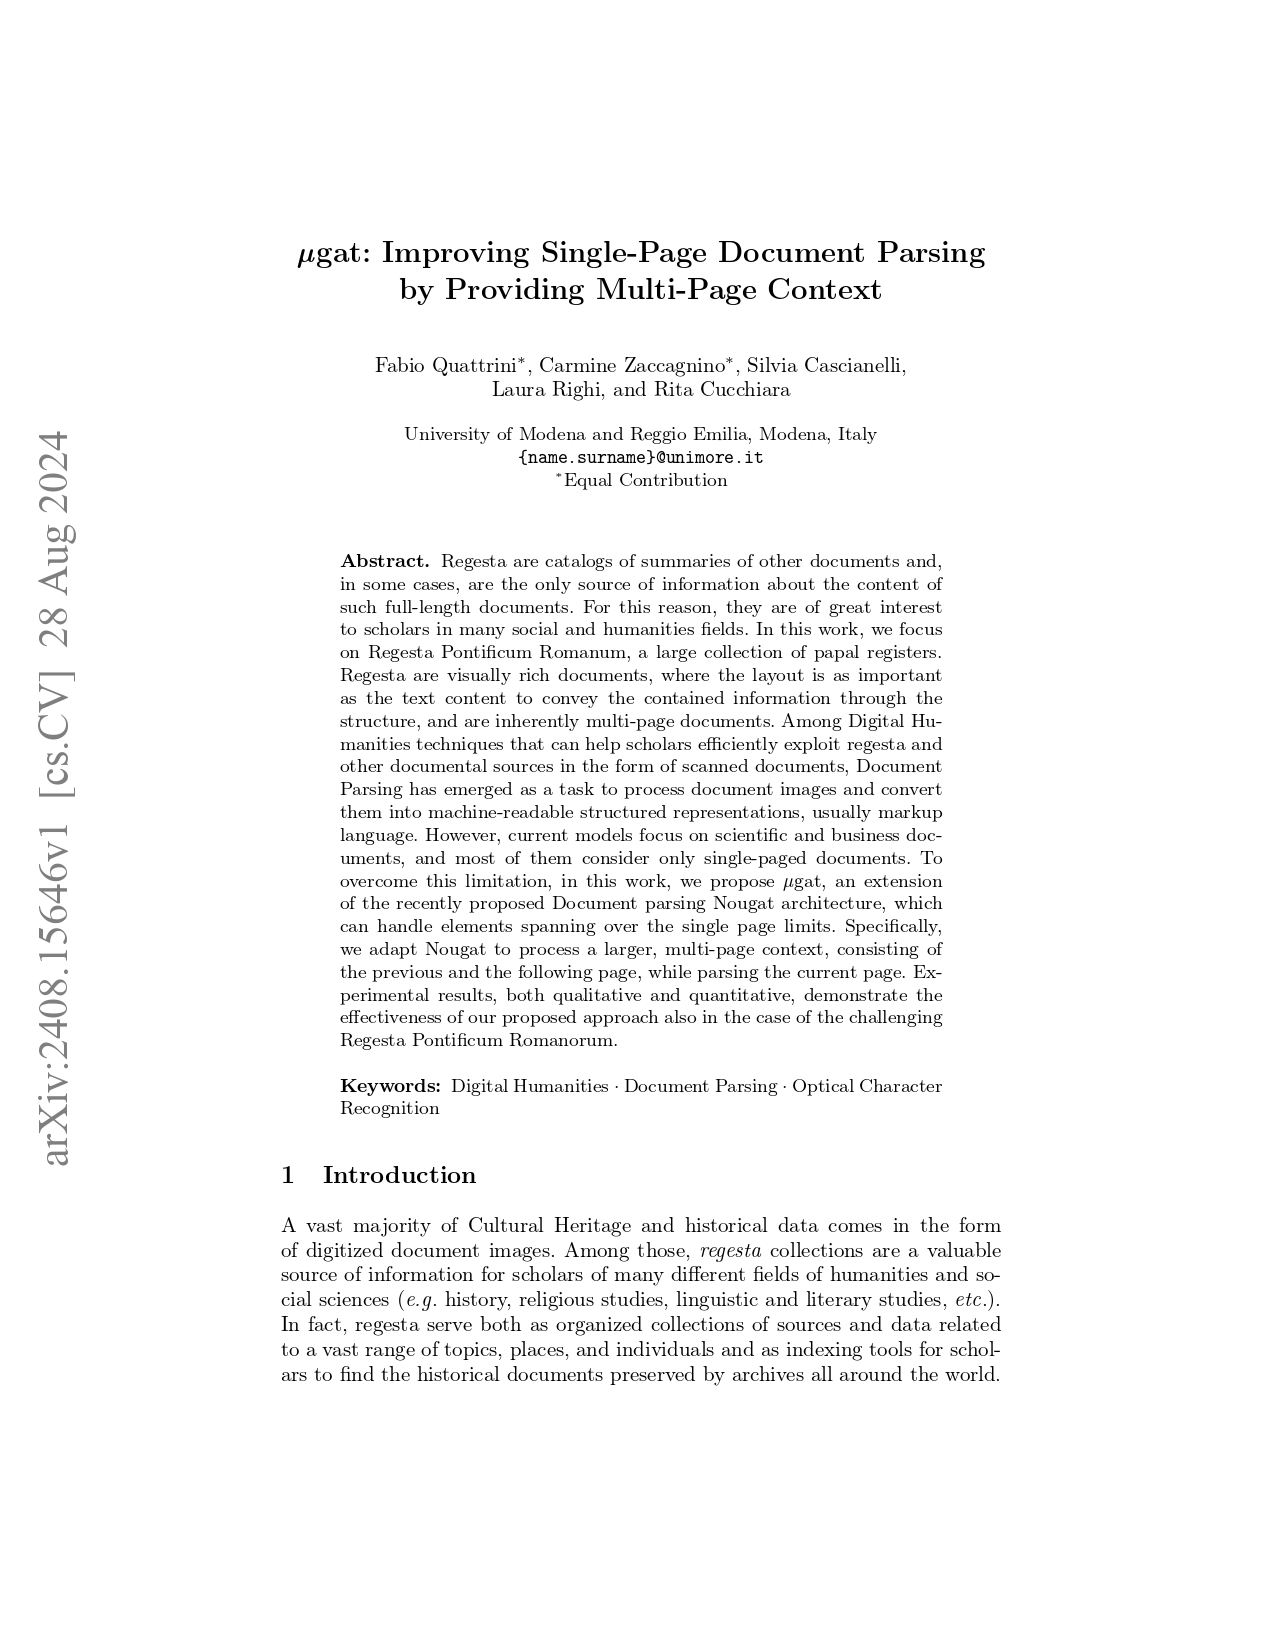 μgat: Improving Single-Page Document Parsing
by Providing Multi-Page Context
Fabio Quattrini*, Carmine Zaccagnino*, Silvia Cascianelli,
Laura Righi, and Rita Cucchiara
University of Modena and Reggio Emilia, Modena, Italy
{name.surname}@unimore.it
*Equal Contribution
Abstract. Regesta are catalogs of summaries of other documents and,
in some cases, are the only source of information about the content of
such full-length documents. For this reason, they are of great interest
to scholars in many social and humanities fields. In this work, we focus
on Regesta Pontificum Romanum, a large collection of papal registers.
Regesta are visually rich documents, where the layout is as important
as the text content to convey the contained information through the
structure, and are inherently multi-page documents. Among Digital Hu-
manities techniques that can help scholars efficiently exploit regesta and
other documental sources in the form of scanned documents, Document
Parsing has emerged as a task to process document images and convert
them into machine-readable structured representations, usually markup
language. However, current models focus on scientific and business doc-
uments, and most of them consider only single-paged documents. To
overcome this limitation, in this work, we propose μgat, an extension
of the recently proposed Document parsing Nougat architecture, which
can handle elements spanning over the single page limits. Specifically,
we adapt Nougat to process a larger, multi-page context, consisting of
the previous and the following page, while parsing the current page. Ex-
perimental results, both qualitative and quantitative, demonstrate the
effectiveness of our proposed approach also in the case of the challenging
Regesta Pontificum Romanorum.
Keywords: Digital Humanities · Document Parsing · Optical Character
Recognition
1 Introduction
A vast majority of Cultural Heritage and historical data comes in the form
of digitized document images. Among those, regesta collections are a valuable
source of information for scholars of many different fields of humanities and so-
cial sciences (e.g. history, religious studies, linguistic and literary studies, etc.).
In fact, regesta serve both as organized collections of sources and data related
to a vast range of topics, places, and individuals and as indexing tools for schol-
ars to find the historical documents preserved by archives all around the world.
arXiv:2408.15646v1 [cs.CV] 28 Aug 2024